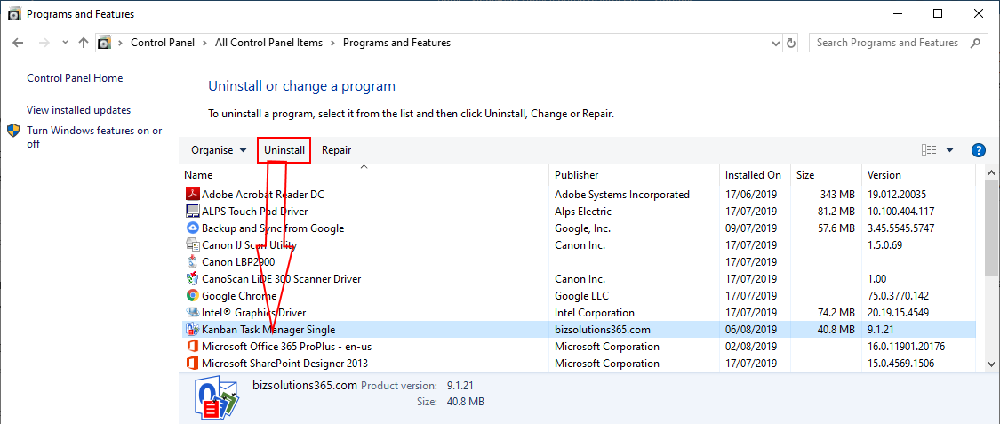 Programs and Features
Control Panel > All Control Panel Items > Programs and Features
Search Programs and Features
Control Panel Home
View installed updates
Turn Windows features on or
off
Uninstall or change a program
To uninstall a program, select it from the list and then click Uninstall, Change or Repair.
Organise Uninstall Repair
Name Publisher Installed On Size Version
Adobe Acrobat Reader DC Adobe Systems Incorporated 17/06/2019 343 MB 19.012.20035
ALPS Touch Pad Driver Alps Electric 17/07/2019 81.2 MB 10.100.404.117
Backup and Sync from Google Google, Inc. 09/07/2019 57.6 MB 3.45.5545.5747
Canon IJ Scan Utility Canon Inc. 17/07/2019 1.5.0.69
Canon LBP2900 17/07/2019
CanoScan LiDE 300 Scanner Driver Canon Inc. 17/07/2019 1.00
Google Chrome Google LLC 17/07/2019 75.0.3770.142
Intel® Graphics Driver Intel Corporation 17/07/2019 74.2 MB 20.19.15.4549
Kanban Task Manager Single bizsolutions365.com 06/08/2019 40.8 MB 9.1.21
Microsoft Office 365 ProPlus - en-us Microsoft Corporation 02/08/2019 16.0.11901.20176
Microsoft SharePoint Designer 2013 Microsoft Corporation 17/07/2019 15.0.4569.1506
bizsolutions365.com Product version: 9.1.21
Size: 40.8 MB